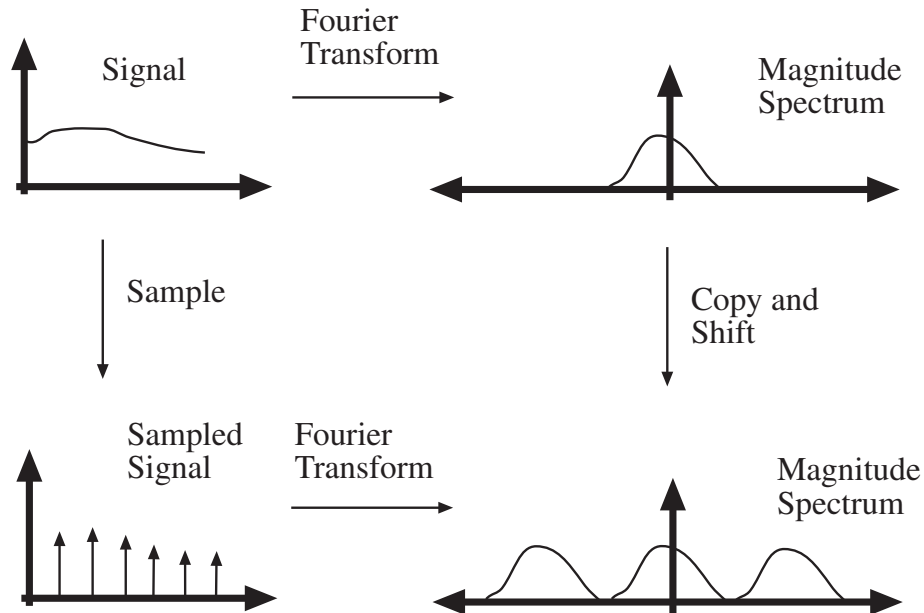 Fourier
Transform
Signal
Magnitude
Spectrum
Sample
Copy and
Shift
Sampled
Signal
Fourier
Transform
Magnitude
Spectrum